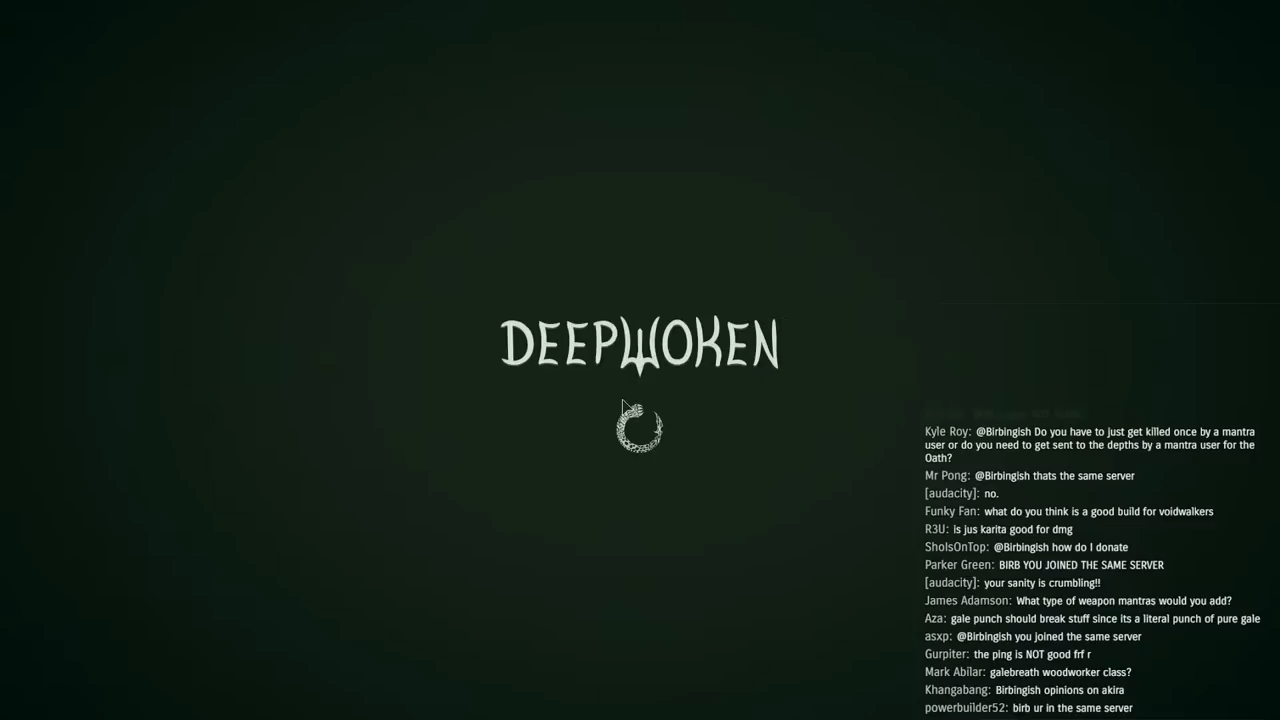 DEEPWOKEN
Kyle Roy: @Birbingish Do you have to just get killed once by a mantra
user or do you need to get sent to the depths by a mantra user for the
Oath?
Mr Pong: @Birbingish thats the same server
[audacity]: no.
Funky Fan: what do you think is a good build for voidwalkers
R3U: is jus karita good for dmg
ShoIsOnTop: @Birbingish how do I donate
Parker Green: BIRB YOU JOINED THE SAME SERVER
[audacity]: your sanity is crumbling!!
James Adamson: What type of weapon mantras would you add?
Aza: gale punch should break stuff since its a literal punch of pure gale
asxp: @Birbingish you joined the same server
Gurpiter: the ping is NOT good frf r
Mark Abilar: galebreath woodworker class?
Khangabang: Birbingish opinions on akira
powerbuilder52: birb ur in the same server